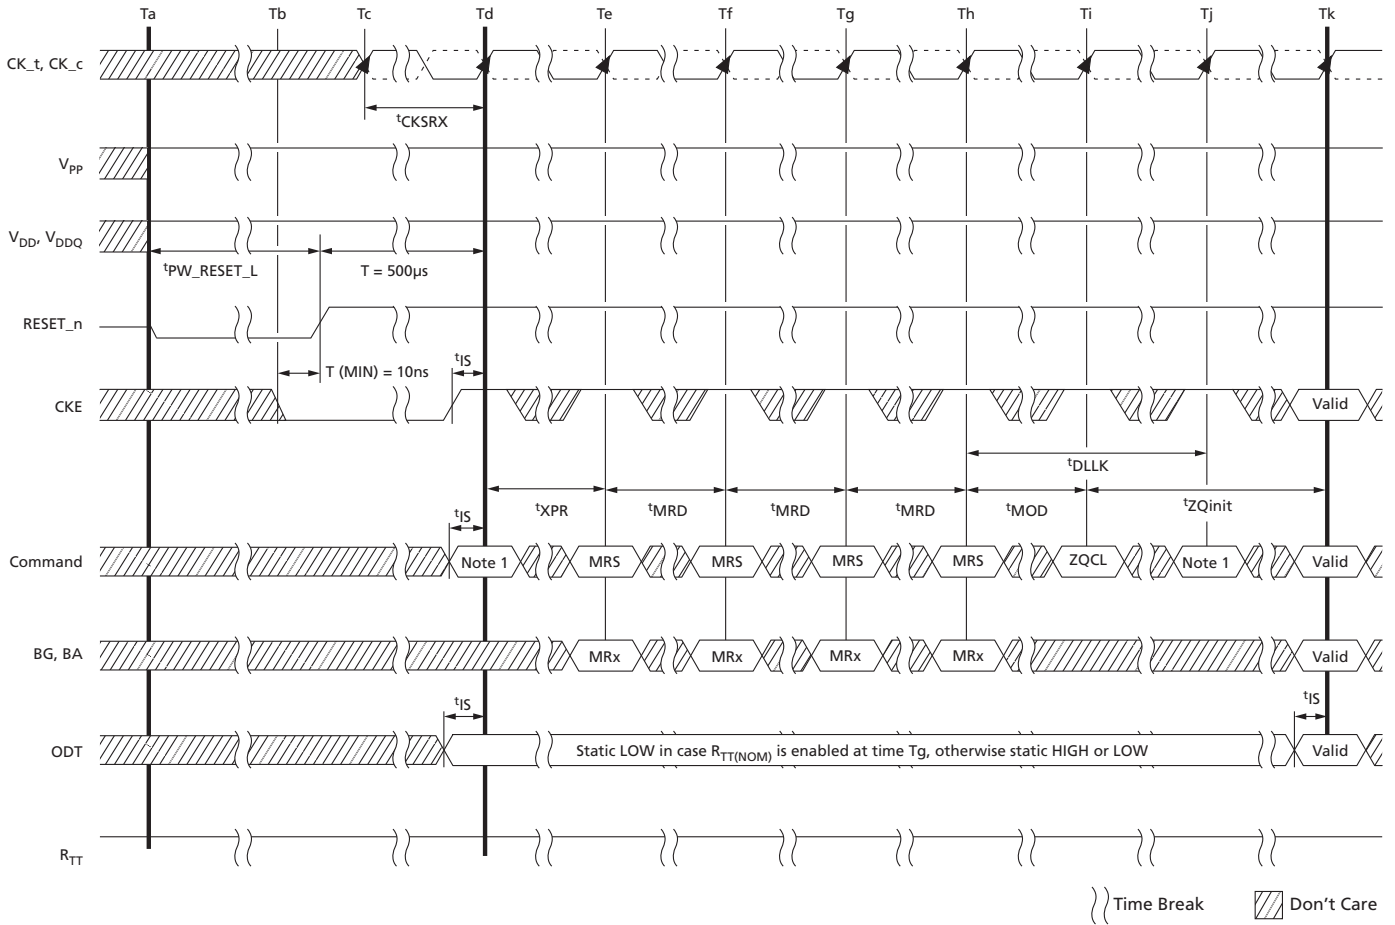 Ta Tb Tc Td Te Tf Tg Th Ti Tj Tk
CK_t, CK_c
tCKSRX
VPP
VDD, VDDQ
tPW_RESET_L T = 500µs
RESET_n
tIS
T (MIN) = 10ns
CKE Valid
tDLLK
tXPR tMRD tMRD tMRD tMOD tZQinit
tIS
Command Note 1 MRS MRS MRS MRS ZQCL Note 1 Valid
BG, BA MRx MRx MRx MRx Valid
tIS tIS
ODT Static LOW in case RTT(NOM) is enabled at time Tg, otherwise static HIGH or LOW Valid
RTT
Time Break Don't Care